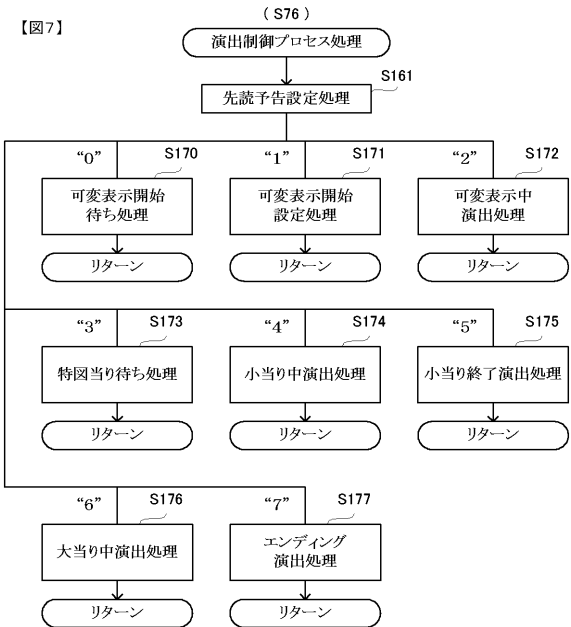 【図7】
( S76 )
演出制御プロセス処理
S161
先読予告設定処理
“0” S170
可変表示開始
待ち処理
リターン
“1” S171
可変表示開始
設定処理
リターン
“2” S172
可変表示中
演出処理
リターン
“3” S173
特図当り待ち処理
リターン
“4” S174
小当り中演出処理
リターン
“5” S175
小当り終了演出処理
リターン
“6” S176
大当り中演出処理
リターン
“7” S177
エンディング
演出処理
リターン